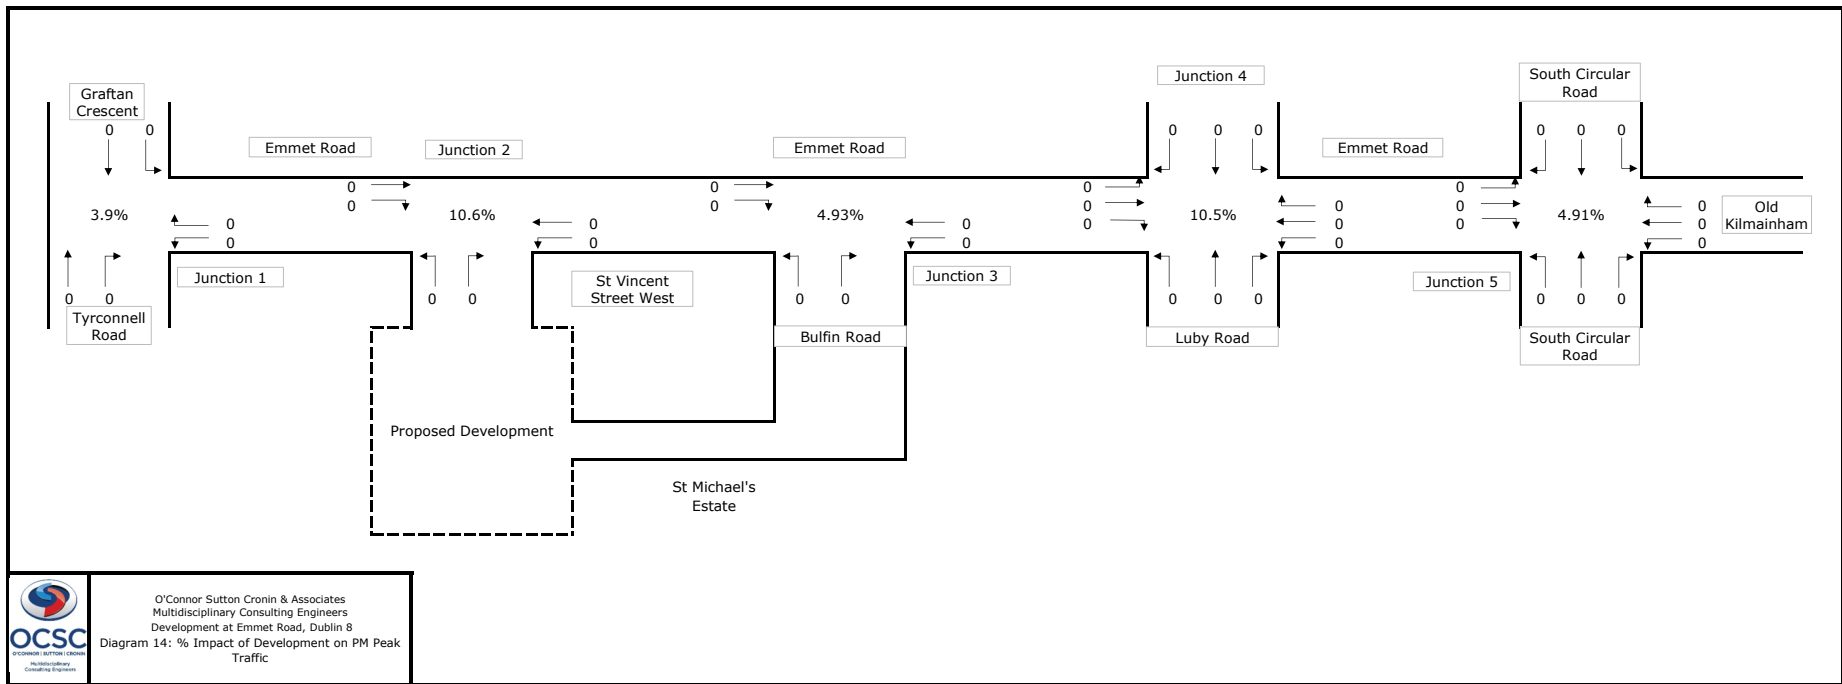 Junction 4
South Circular
Road
Graftan
Crescent
0 0
0 0 0
0 0 0
Emmet Road
Junction 2
Emmet Road
Emmet Road
0
0
0
0
0
0
0
0
0
0
3.9%
10.6%
4.93%
10.5%
4.91%
0
0
0
0
0
0
0
0
0
0
0
0
Old
Kilmainham
Junction 1
St Vincent
Street West
Junction 3
Junction 5
0 0
0 0
0 0
0 0 0
0 0 0
Tyrconnell
Road
Bulfin Road
Luby Road
South Circular
Road
Proposed Development
St Michael's
Estate
OCSC
O'CONNOR | SUTTON | CRONIN
Multidisciplinary
Consulting Engineers
O'Connor Sutton Cronin & Associates
Multidisciplinary Consulting Engineers
Development at Emmet Road, Dublin 8
Diagram 14: % Impact of Development on PM Peak
Traffic